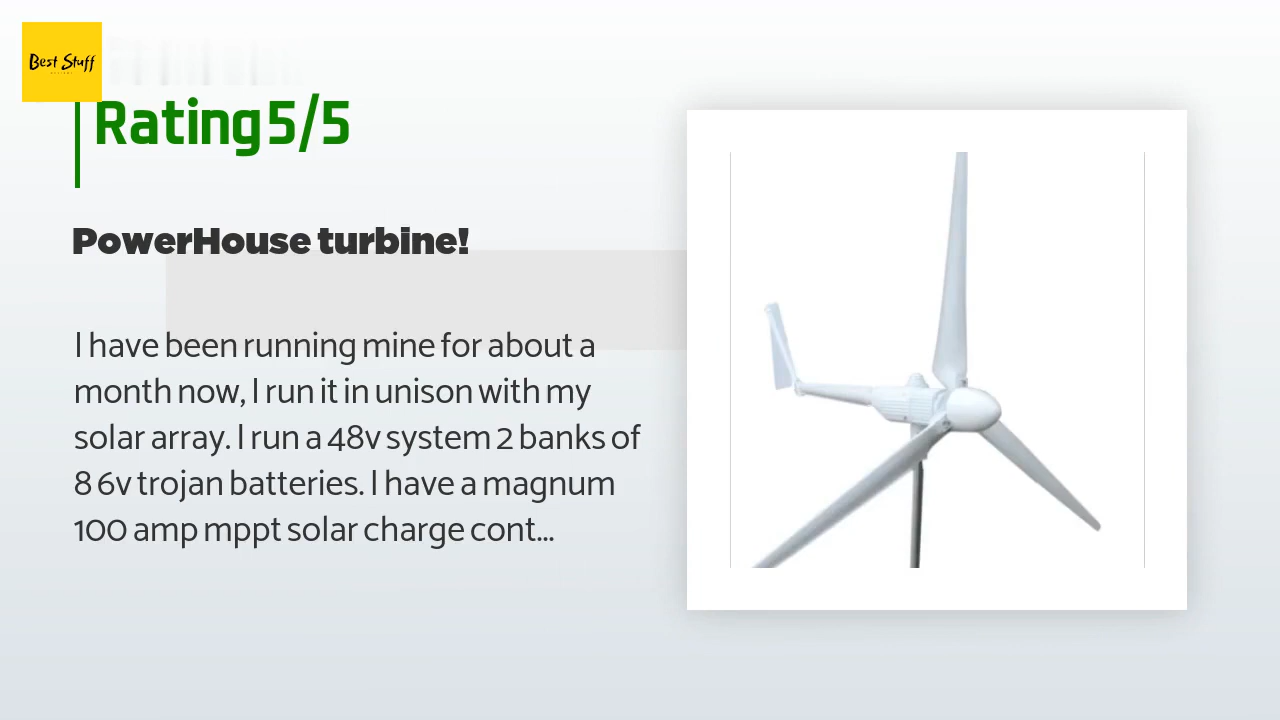 Best Stuff
Rating 5/5
PowerHouse turbine!
I have been running mine for about a
month now, I run it in unison with my
solar array. I run a 48v system 2 banks of
8 6v trojan batteries. I have a magnum
100 amp mppt solar charge cont...